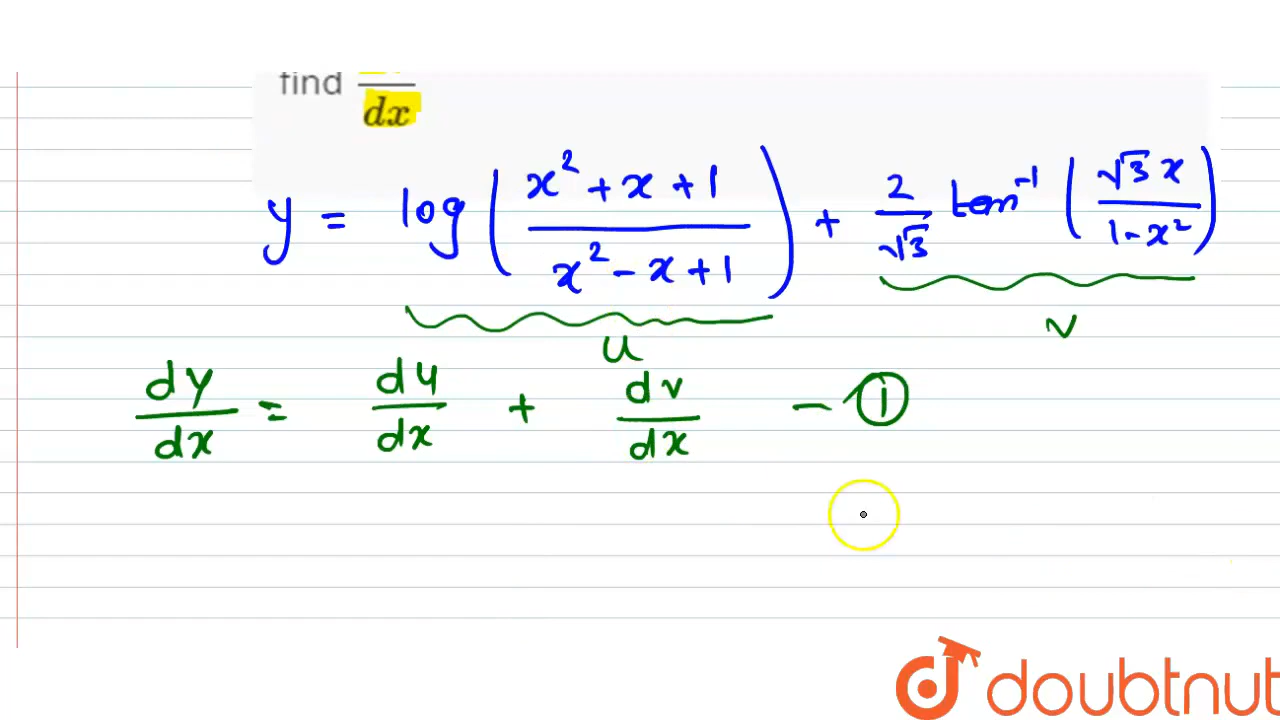 find dx
y = log ( x² + x + 1 / x² - x + 1 ) + 2/√3 tan⁻¹ ( √3 x / 1 - x² )
u v
dy/dx = du/dx + dv/dx - ①
doubtnut